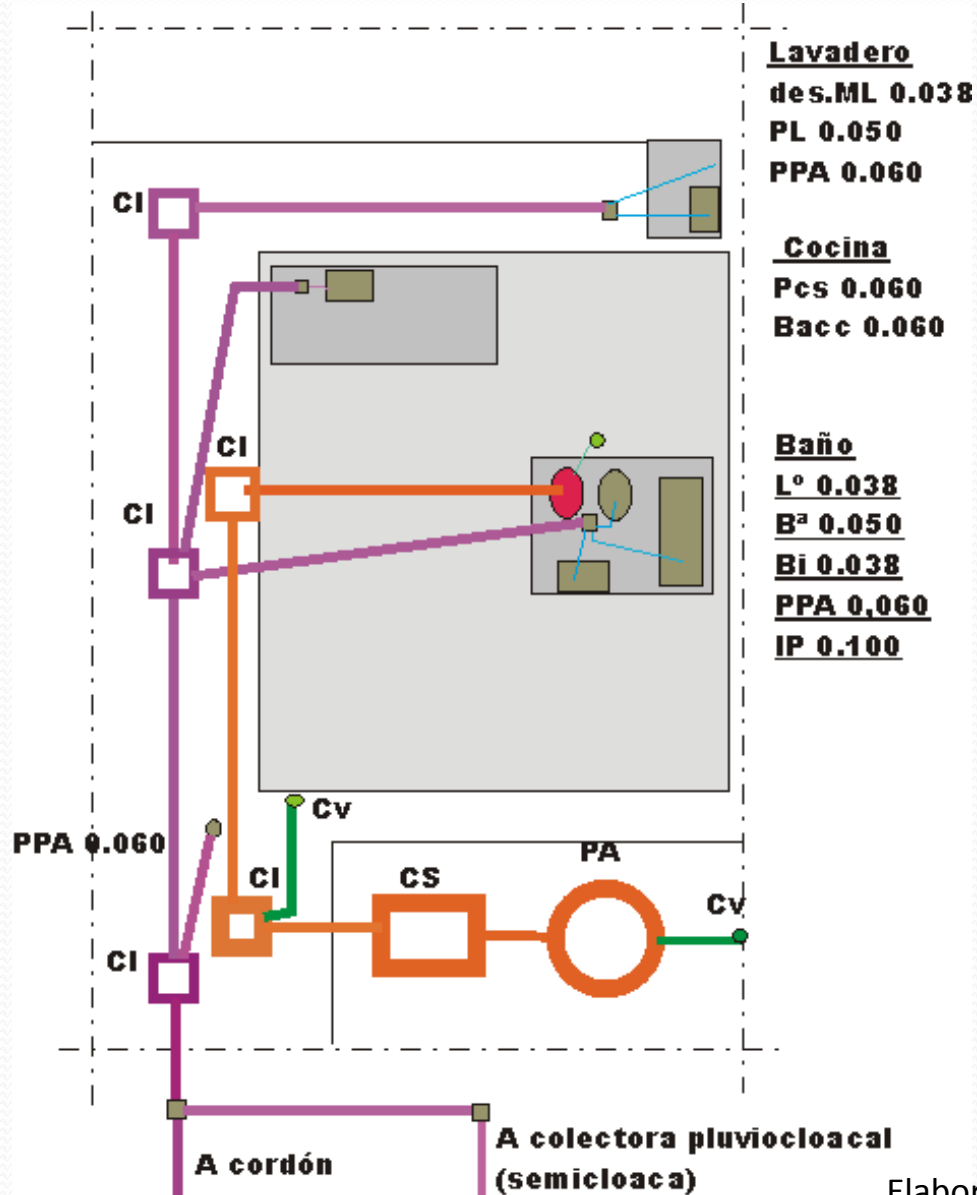 Lavadero
des.ML 0.038
PL 0.050
PPA 0.060
CI
Cocina
Pcs 0.060
Bacc 0.060
CI
CI
Baño
Lº 0.038
Bª 0.050
Bi 0.038
PPA 0,060
IP 0.100
Cv
PPA 0.060
CI
CS
PA
Cv
CI
A cordón
A colectora pluviocloacal
(semicloaca)
Elabor